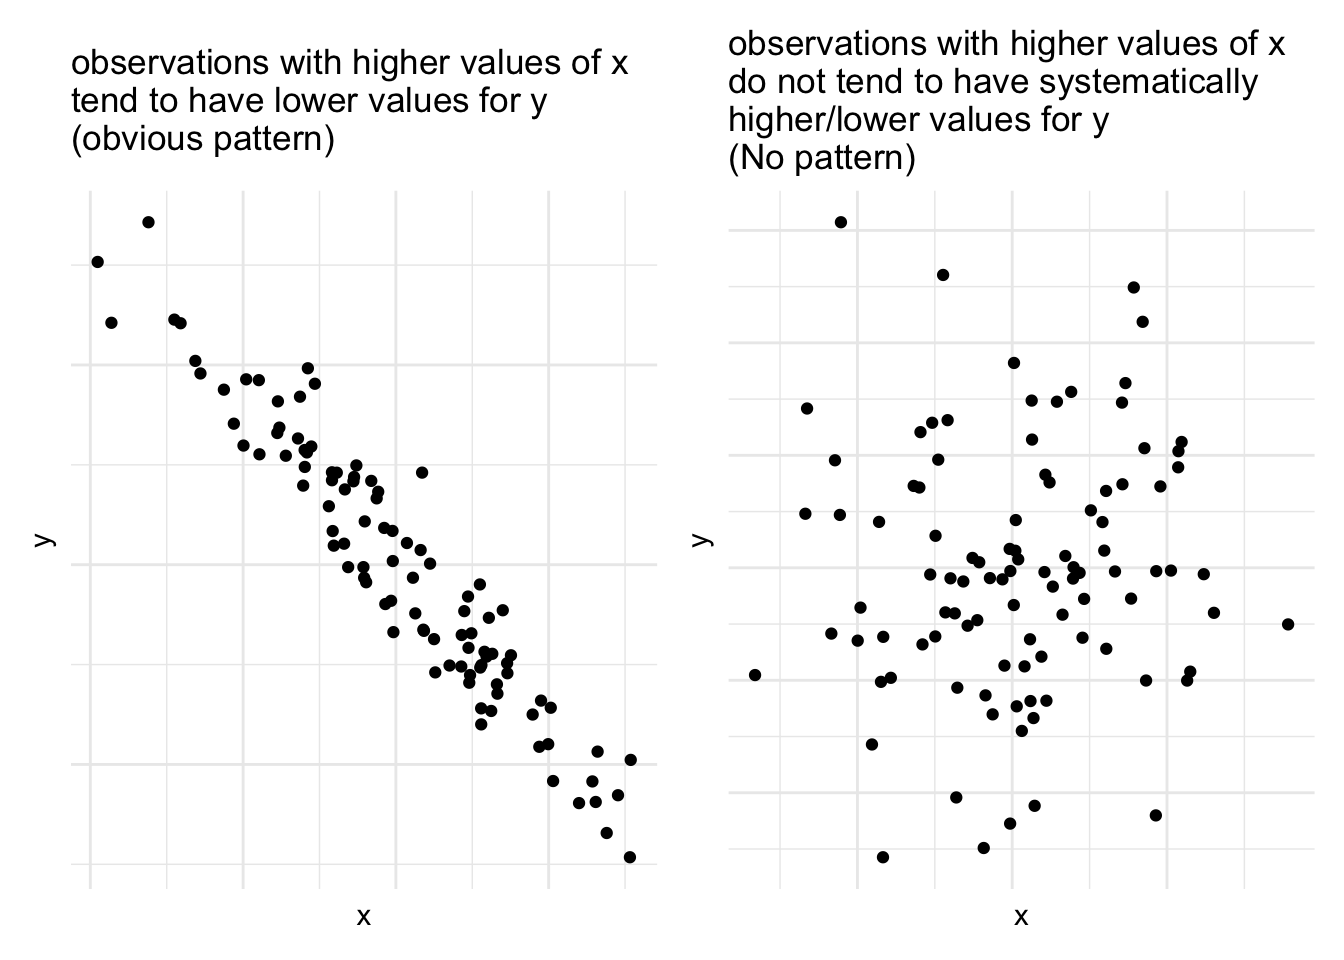 observations with higher values of x
tend to have lower values for y
(obvious pattern)
y
x
observations with higher values of x
do not tend to have systematically
higher/lower values for y
(No pattern)
y
x